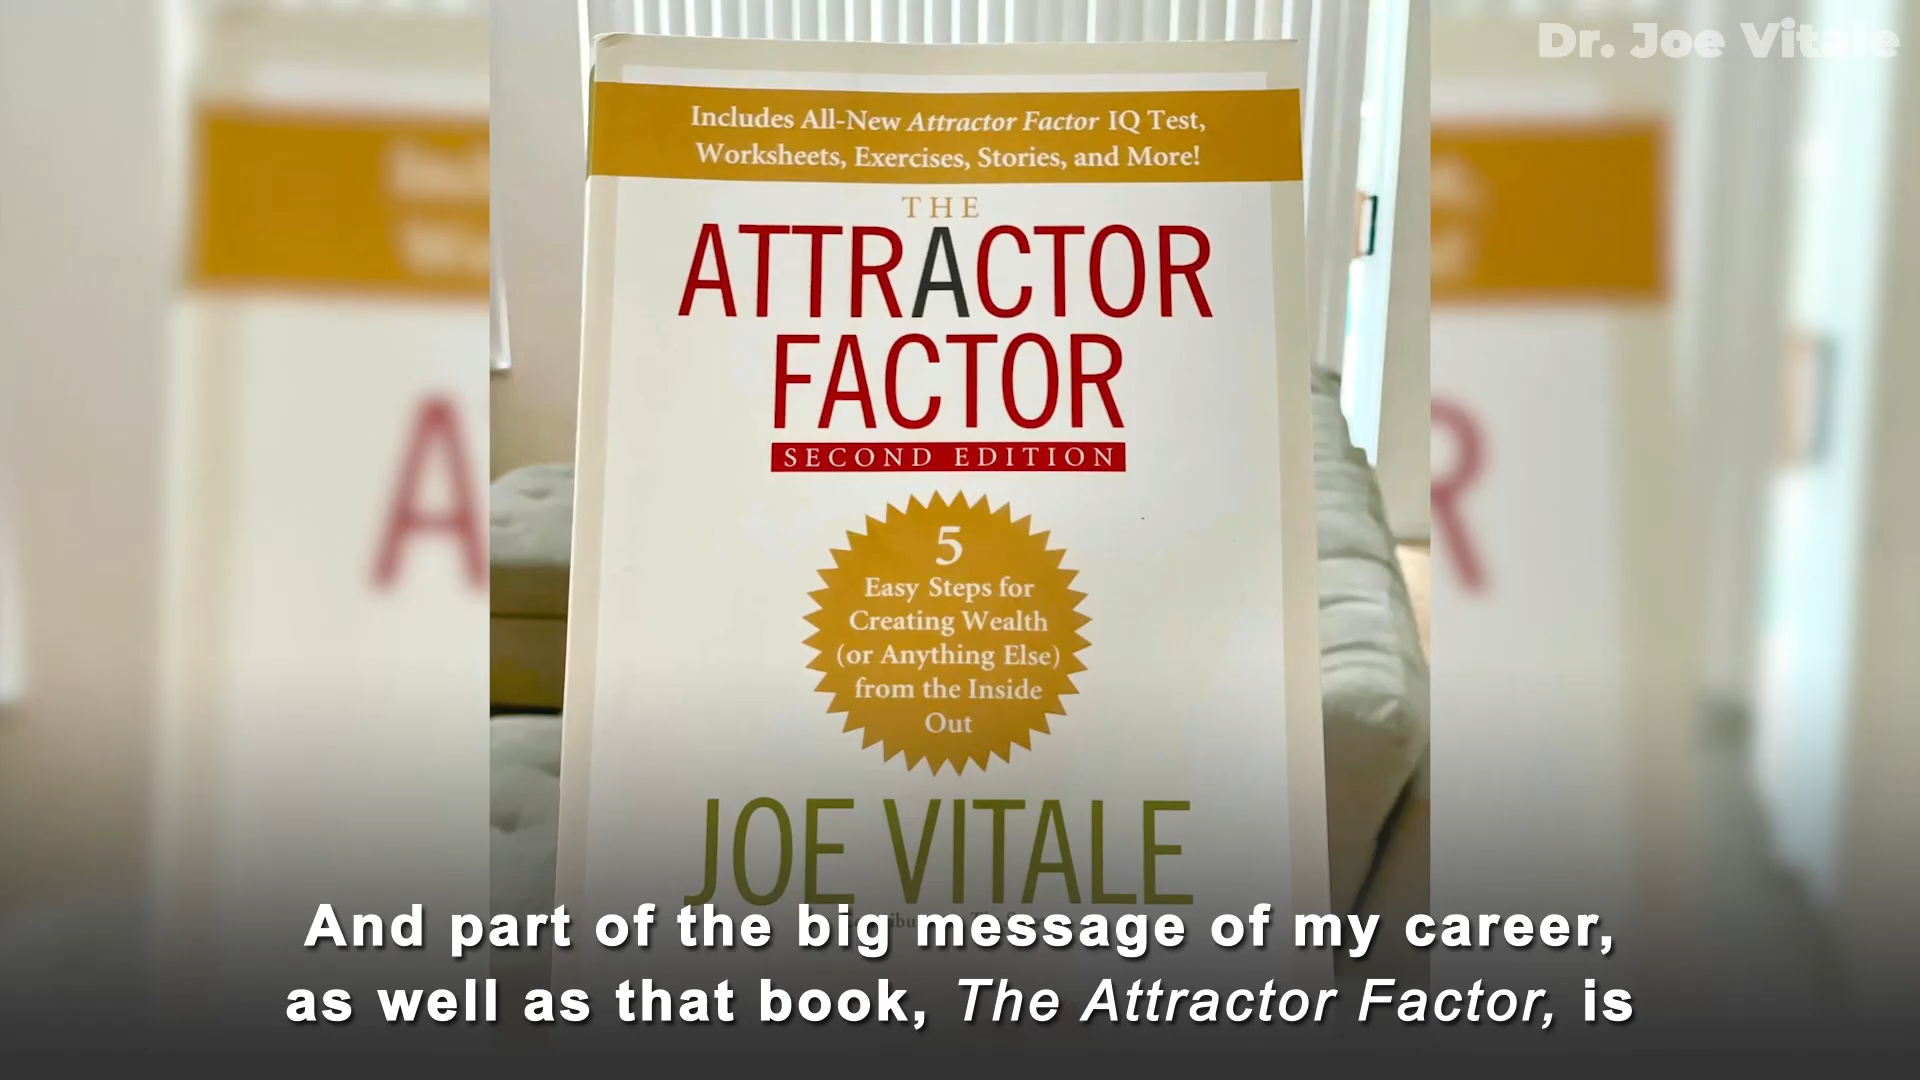 Dr. Joe Vitale
Includes All-New Attractor Factor IQ Test,
Worksheets, Exercises, Stories, and More!
THE
ATTRACTOR
FACTOR
SECOND EDITION
5
Easy Steps for
Creating Wealth
(or Anything Else)
from the Inside
Out
JOE VITALE
And part of the big message of my career,
as well as that book, The Attractor Factor, is